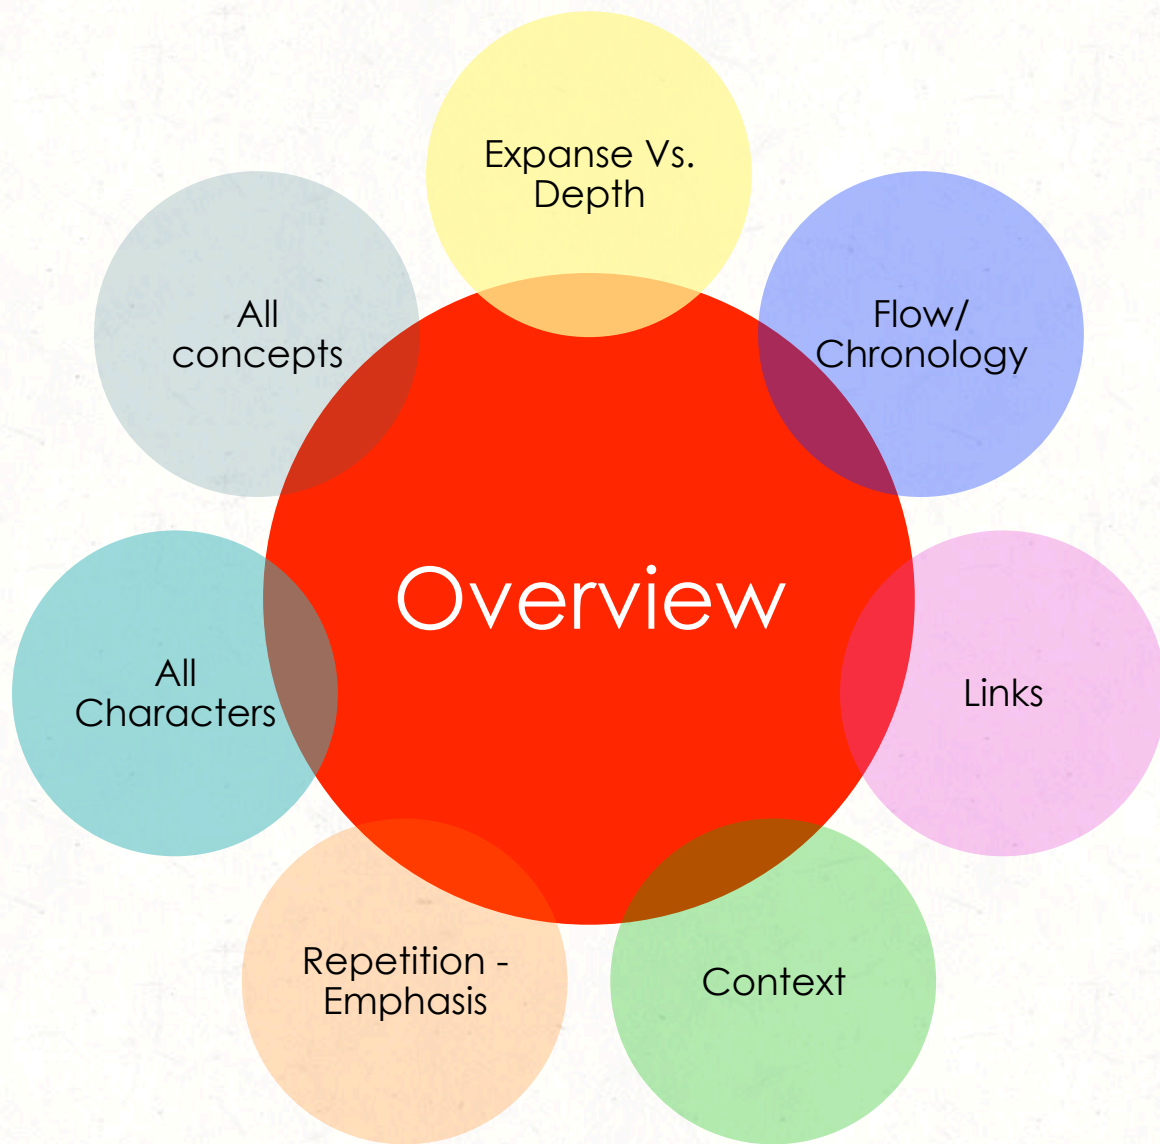 Expanse Vs.
Depth
Flow/
Chronology
Links
Context
Repetition -
Emphasis
All
Characters
All
concepts
Overview